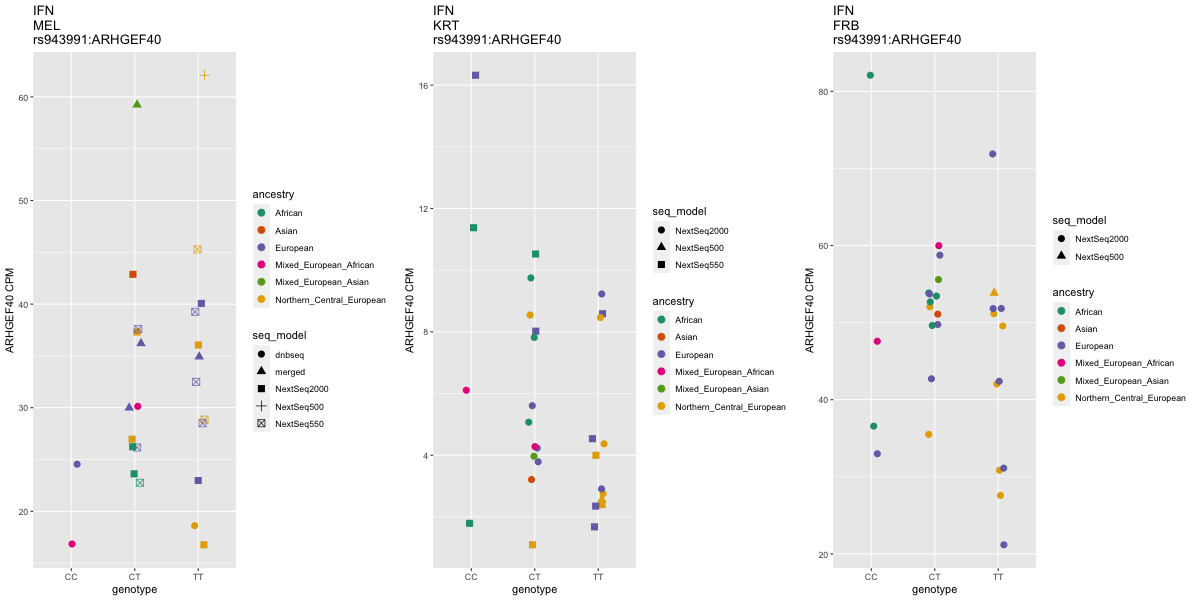 IFN
MEL
rs943991:ARHGEF40
ARHGEF40 CPM
60
50
40
30
20
CC
CT
TT
genotype
ancestry
African
Asian
European
Mixed_European_African
Mixed_European_Asian
Northern_Central_European
seq_model
dnbseq
merged
NextSeq2000
NextSeq500
NextSeq550
IFN
KRT
rs943991:ARHGEF40
ARHGEF40 CPM
16
12
8
4
CC
CT
TT
genotype
seq_model
NextSeq2000
NextSeq500
NextSeq550
ancestry
African
Asian
European
Mixed_European_African
Mixed_European_Asian
Northern_Central_European
IFN
FRB
rs943991:ARHGEF40
ARHGEF40 CPM
80
60
40
20
CC
CT
TT
genotype
seq_model
NextSeq2000
NextSeq500
ancestry
African
Asian
European
Mixed_European_African
Mixed_European_Asian
Northern_Central_European